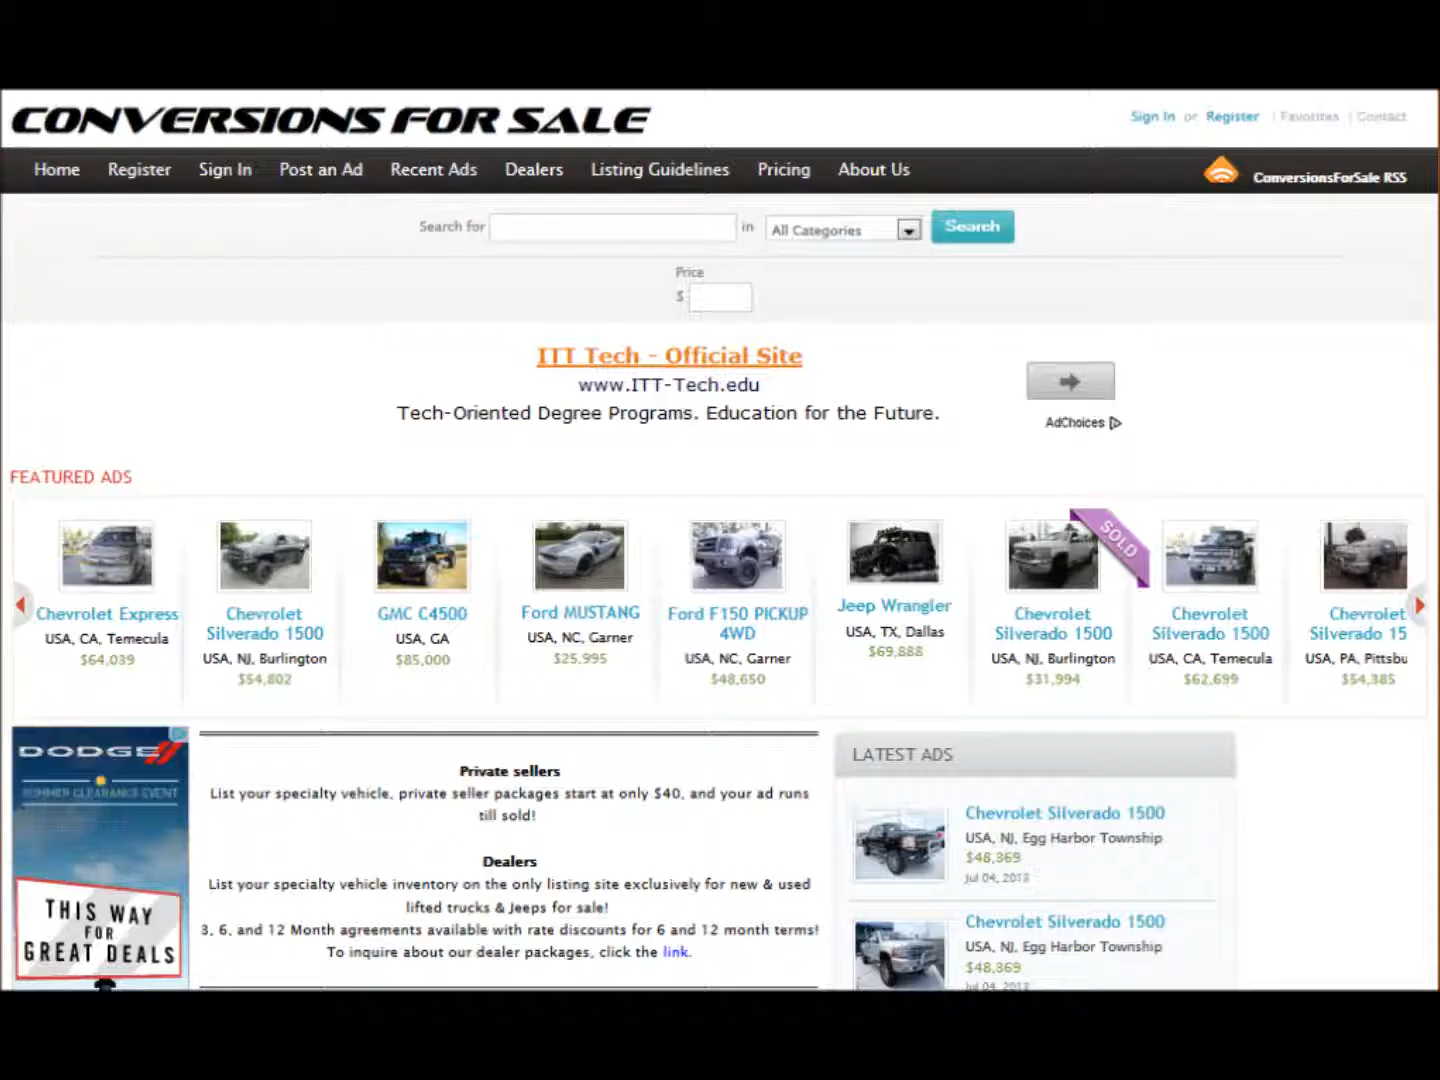 CONVERSIONS FOR SALE
Sign In or Register | Favorites | Contact
Home Register Sign In Post an Ad Recent Ads Dealers Listing Guidelines Pricing About Us
ConversionsForSale RSS
Search for in All Categories Search
Price
$
ITT Tech - Official Site
www.ITT-Tech.edu
Tech-Oriented Degree Programs. Education for the Future.
AdChoices
FEATURED ADS
Chevrolet Express
USA, CA, Temecula
$64,039
Chevrolet
Silverado 1500
USA, NJ, Burlington
$54,802
GMC C4500
USA, GA
$85,000
Ford MUSTANG
USA, NC, Garner
$25,995
Ford F150 PICKUP
4WD
USA, NC, Garner
$48,650
Jeep Wrangler
USA, TX, Dallas
$69,888
SOLD
Chevrolet
Silverado 1500
USA, NJ, Burlington
$31,994
Chevrolet
Silverado 1500
USA, CA, Temecula
$62,699
Chevrolet
Silverado 15
USA, PA, Pittsbu
$54,385
DODGE
SUMMER CLEARANCE EVENT
THIS WAY
FOR
GREAT DEALS
Private sellers
List your specialty vehicle, private seller packages start at only $40, and your ad runs
till sold!
Dealers
List your specialty vehicle inventory on the only listing site exclusively for new & used
lifted trucks & Jeeps for sale!
3, 6, and 12 Month agreements available with rate discounts for 6 and 12 month terms!
To inquire about our dealer packages, click the link.
LATEST ADS
Chevrolet Silverado 1500
USA, NJ, Egg Harbor Township
$48,369
Jul 04, 2013
Chevrolet Silverado 1500
USA, NJ, Egg Harbor Township
$48,369
Jul 04, 2013